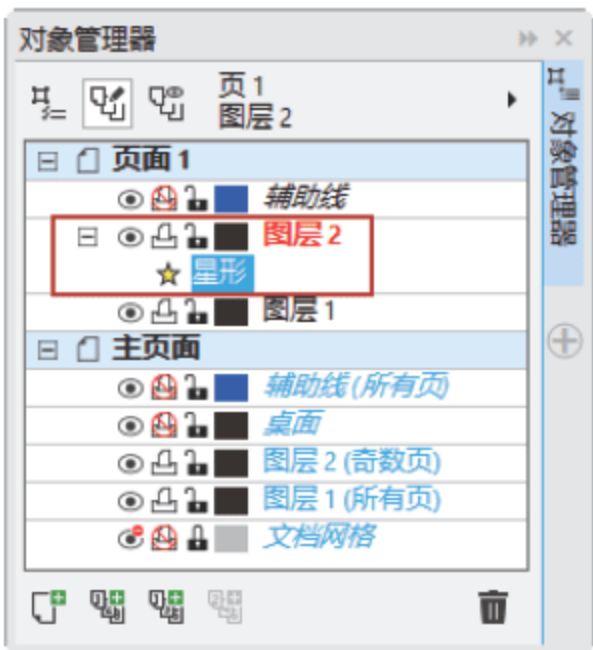 对象管理器
页 1
图层 2
页面 1
辅助线
图层 2
星形
图层 1
主页面
辅助线 (所有页)
桌面
图层 2 (奇数页)
图层 1 (所有页)
文档网格
对象管理器